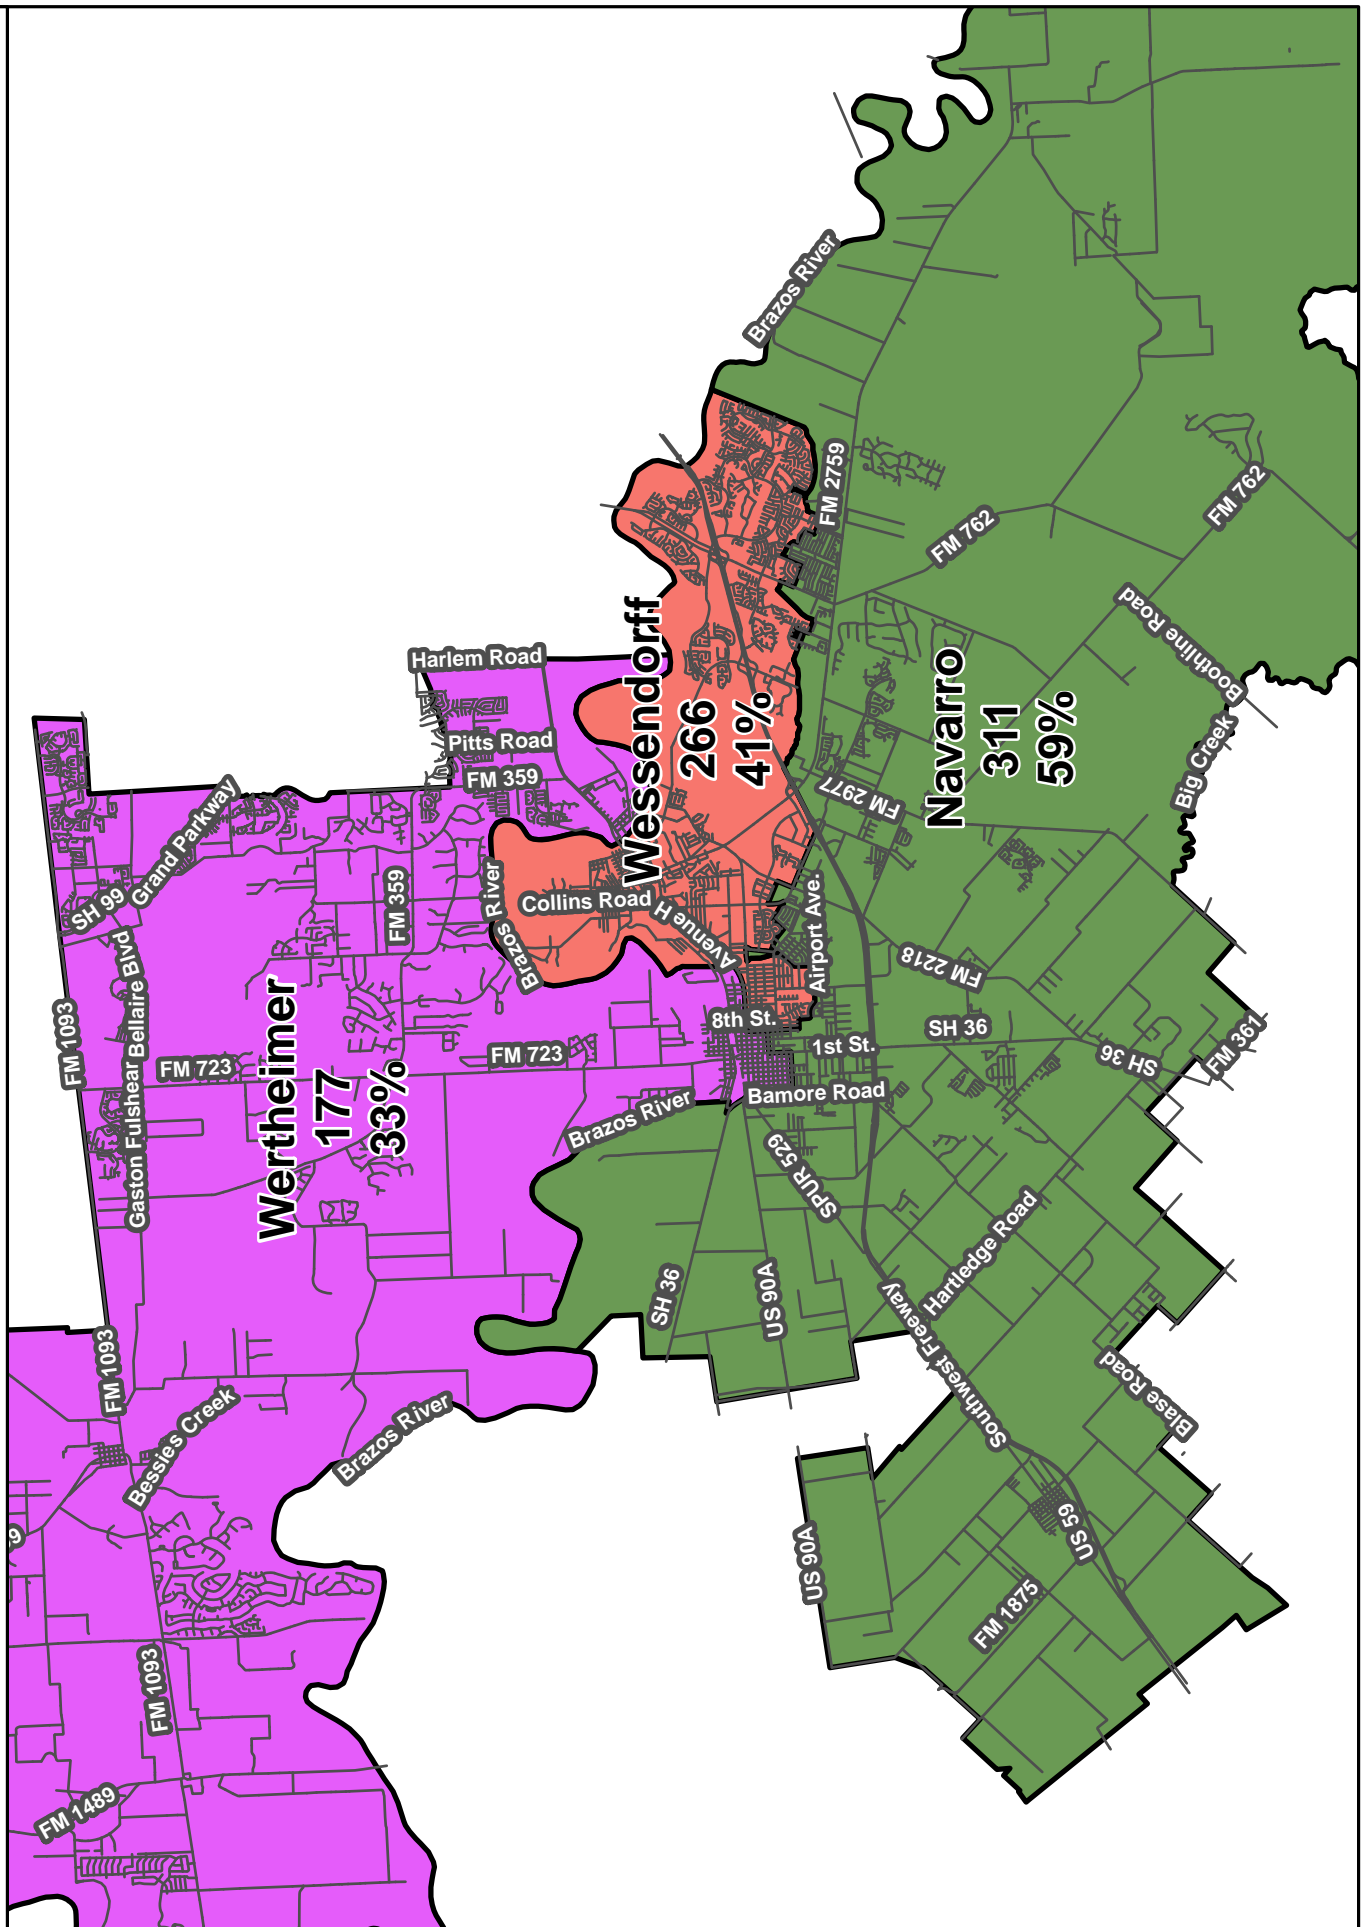 Harlem Road
Pitts Road
FM 359
Grand Parkway
SH 99
FM 359
Gaston Fulshear Bellaire Blvd
FM 1093
FM 723
FM 723
Wertheimer
177
33%
Brazos River
Brazos River
Collins Road
Avenue H
Wessendorff
266
41%
Brazos River
FM 2759
FM 762
FM 762
Boothline Road
Big Creek
Navarro
311
59%
FM 2977
Airport Ave.
FM 2218
8th St.
1st St.
SH 36
SH 36
FM 361
Bamore Road
Brazos River
SPUR 529
SH 36
US 90A
Hartledge Road
Southwest Freeway
Blase Road
FM 1093
Bessies Creek
Brazos River
US 90A
US 59
FM 1875
FM 1093
FM 1489